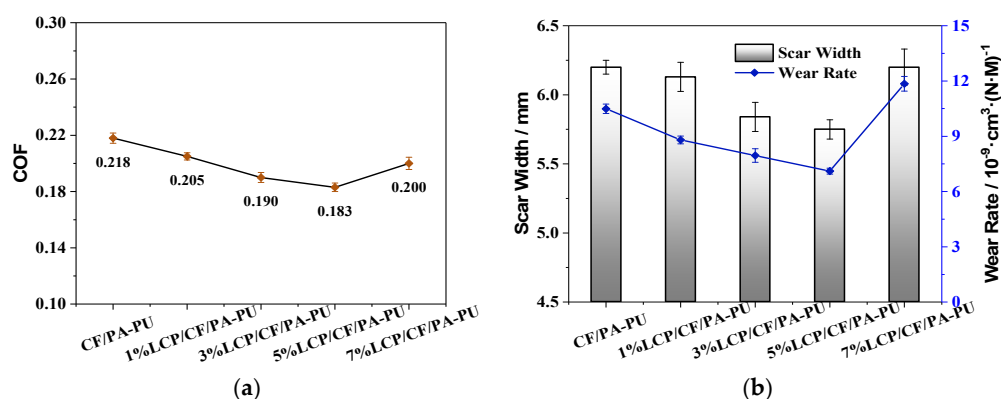 0.30
0.26
0.22
0.18
0.14
0.10
COF
0.218
0.205
0.190
0.183
0.200
CF/PA-PU
1%LCP/CF/PA-PU
3%LCP/CF/PA-PU
5%LCP/CF/PA-PU
7%LCP/CF/PA-PU
(a)
6.5
6.0
5.5
5.0
4.5
Scar Width / mm
Scar Width
Wear Rate
15
12
9
6
3
0
Wear Rate / 10⁻⁹·cm³·(N·M)⁻¹
CF/PA-PU
1%LCP/CF/PA-PU
3%LCP/CF/PA-PU
5%LCP/CF/PA-PU
7%LCP/CF/PA-PU
(b)